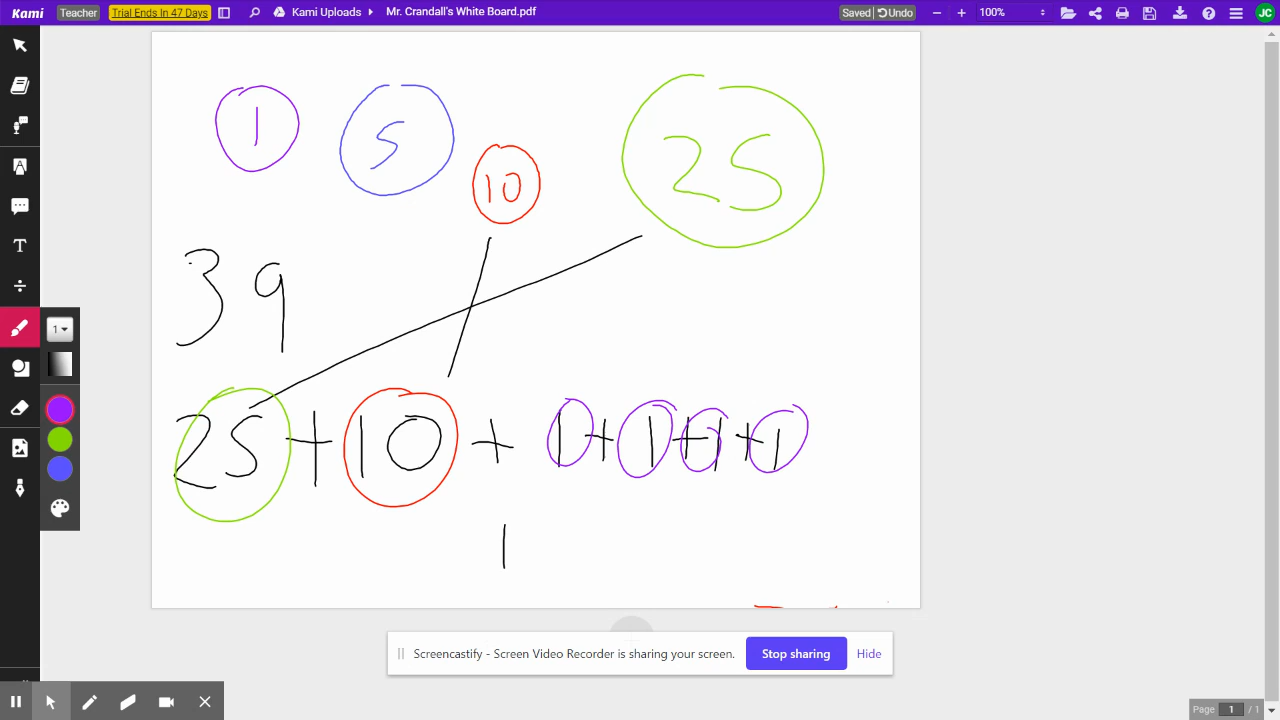 Kami Teacher Trial Ends In 47 Days Kami Uploads Mr. Crandall's White Board.pdf Saved Undo 100% JC
1 5 10 25
39
25+10+1+1+1+1
1
T
1
Screencastify - Screen Video Recorder is sharing your screen. Stop sharing Hide
Page 1 / 1